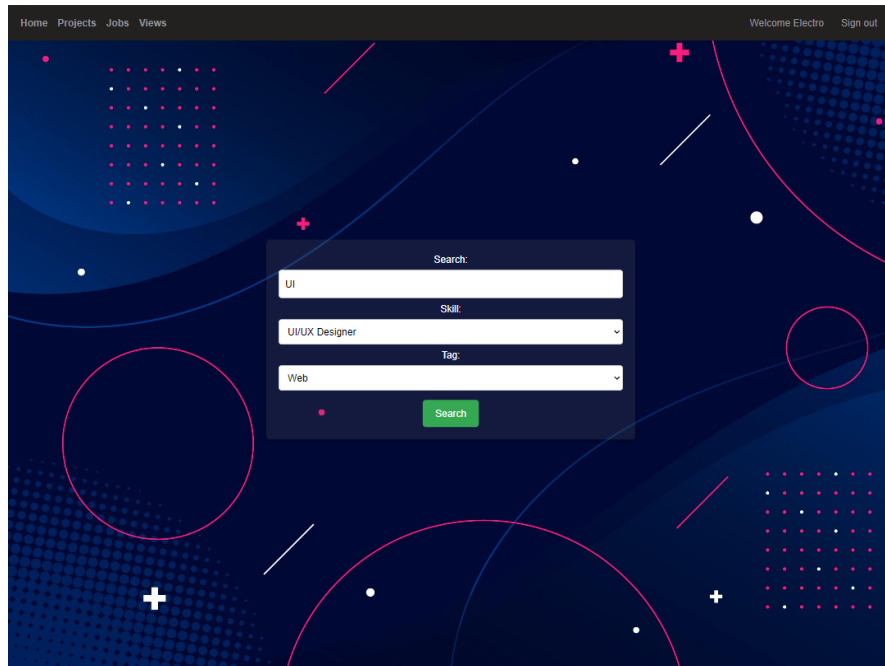 Home Projects Jobs Views Welcome Electro Sign out
Search:
UI
Skill:
UI/UX Designer
Tag:
Web
Search